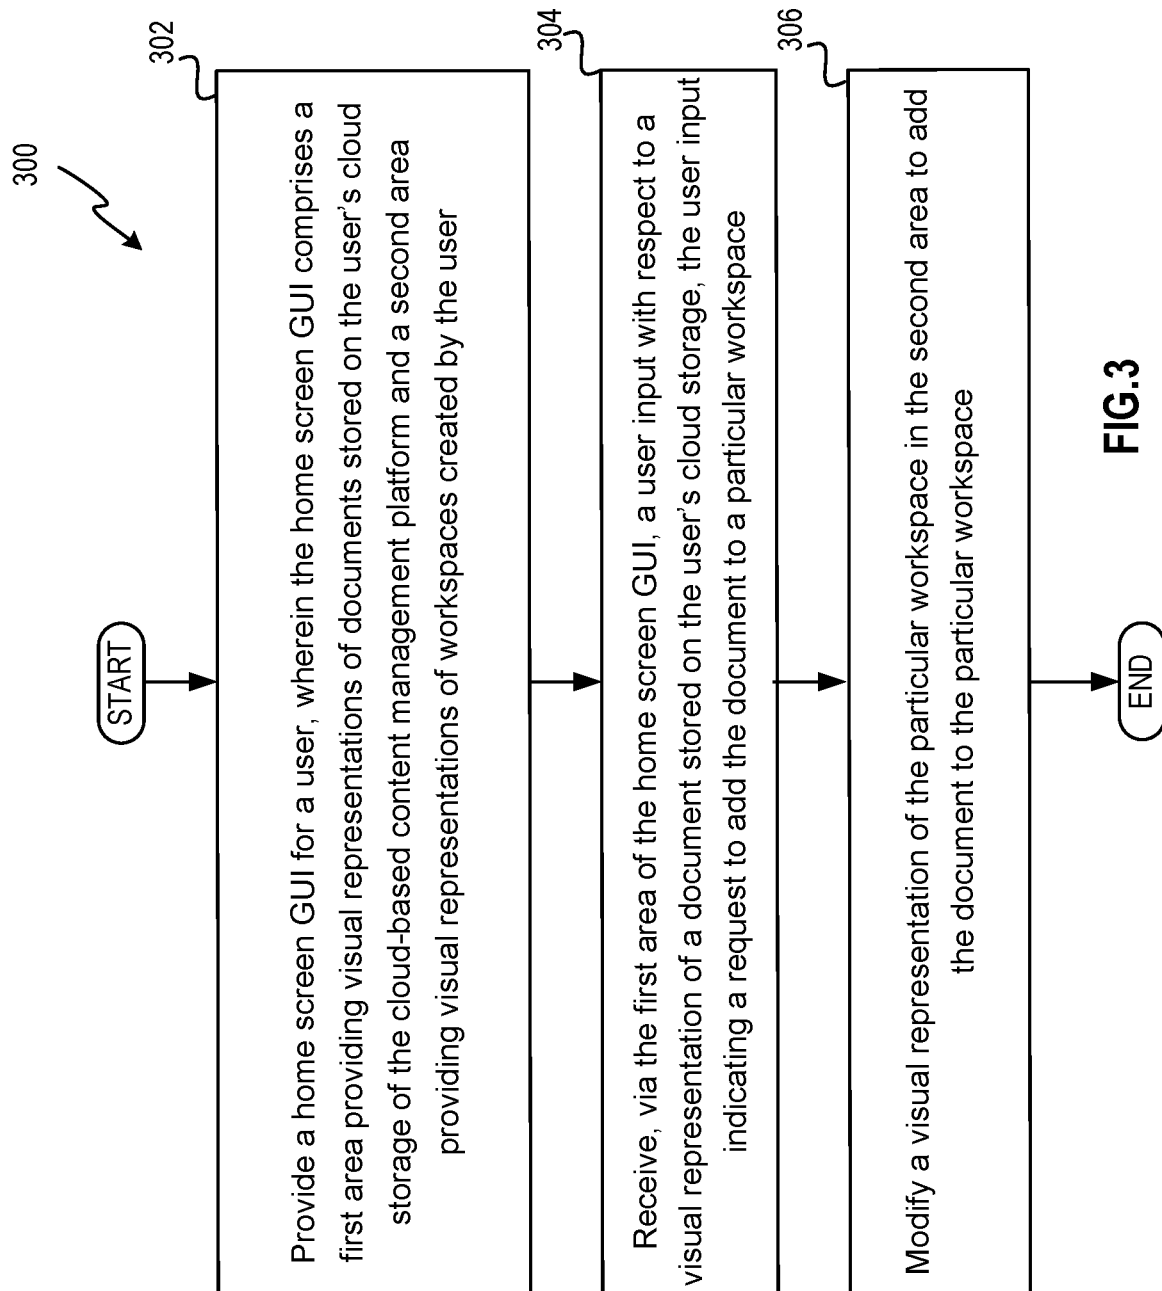 300
START
302
Provide a home screen GUI for a user, wherein the home screen GUI comprises a
first area providing visual representations of documents stored on the user's cloud
storage of the cloud-based content management platform and a second area
providing visual representations of workspaces created by the user
304
Receive, via the first area of the home screen GUI, a user input with respect to a
visual representation of a document stored on the user's cloud storage, the user input
indicating a request to add the document to a particular workspace
306
Modify a visual representation of the particular workspace in the second area to add
the document to the particular workspace
END
FIG.3